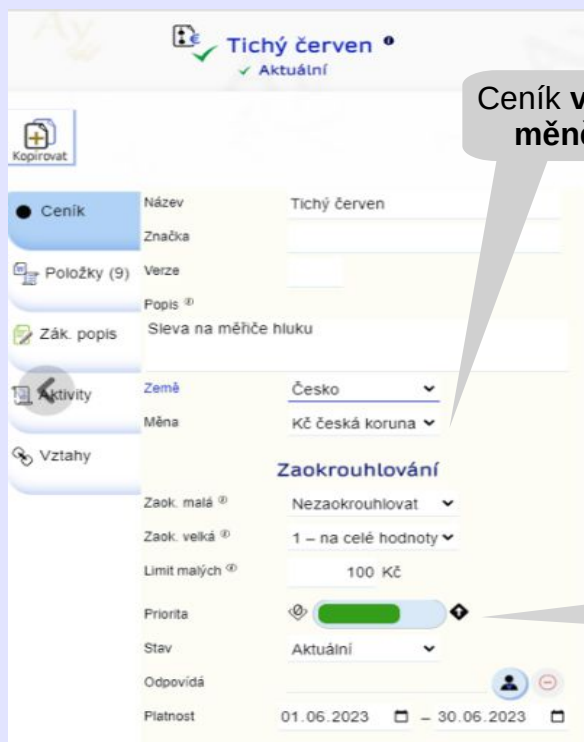 Tichý červen
Aktuální
Ceník
měně
Kopírovat
Ceník
Položky (9)
Zák. popis
Aktivity
Vztahy
Název Tichý červen
Značka
Verze
Popis
Sleva na měřiče hluku
Země Česko
Měna Kč česká koruna
Zaokrouhlování
Zaok. malá Nezaokrouhlovat
Zaok. velká 1 – na celé hodnoty
Limit malých 100 Kč
Priorita
Stav Aktuální
Odpovídá
Platnost 01.06.2023 – 30.06.2023